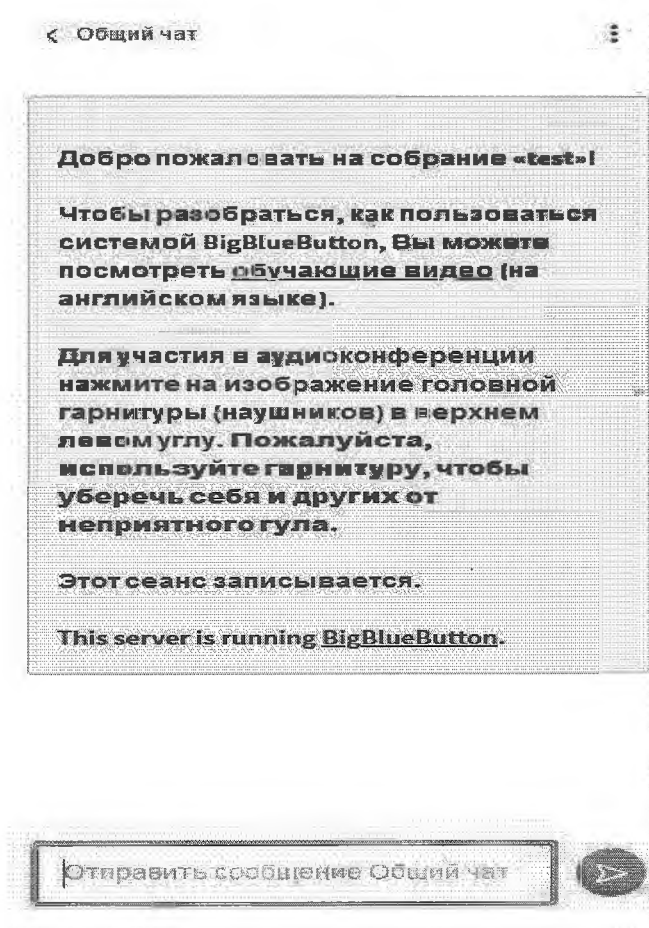 < Общий чат
Добро пожаловать на собрание «test»!
Чтобы разобраться, как пользоваться
системой BigBlueButton, Вы можете
посмотреть обучающие видео (на
английском языке).
Для участия в аудиоконференции
нажмите на изображение головной
гарнитуры (наушников) в верхнем
левом углу. Пожалуйста,
используйте гарнитуру, чтобы
уберечь себя и других от
неприятного гула.
Этот сеанс записывается.
This server is running BigBlueButton.
Отправить сообщение Общий чат